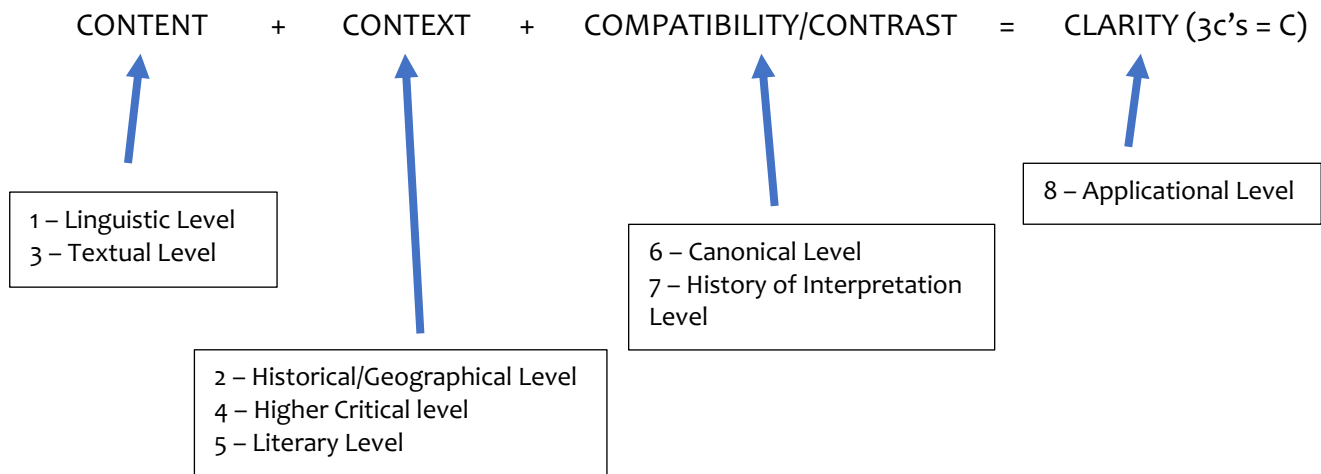 CONTENT + CONTEXT + COMPATIBILITY/CONTRAST = CLARITY (3c’s = C)
1 – Linguistic Level
3 – Textual Level
2 – Historical/Geographical Level
4 – Higher Critical level
5 – Literary Level
6 – Canonical Level
7 – History of Interpretation
Level
8 – Applicational Level